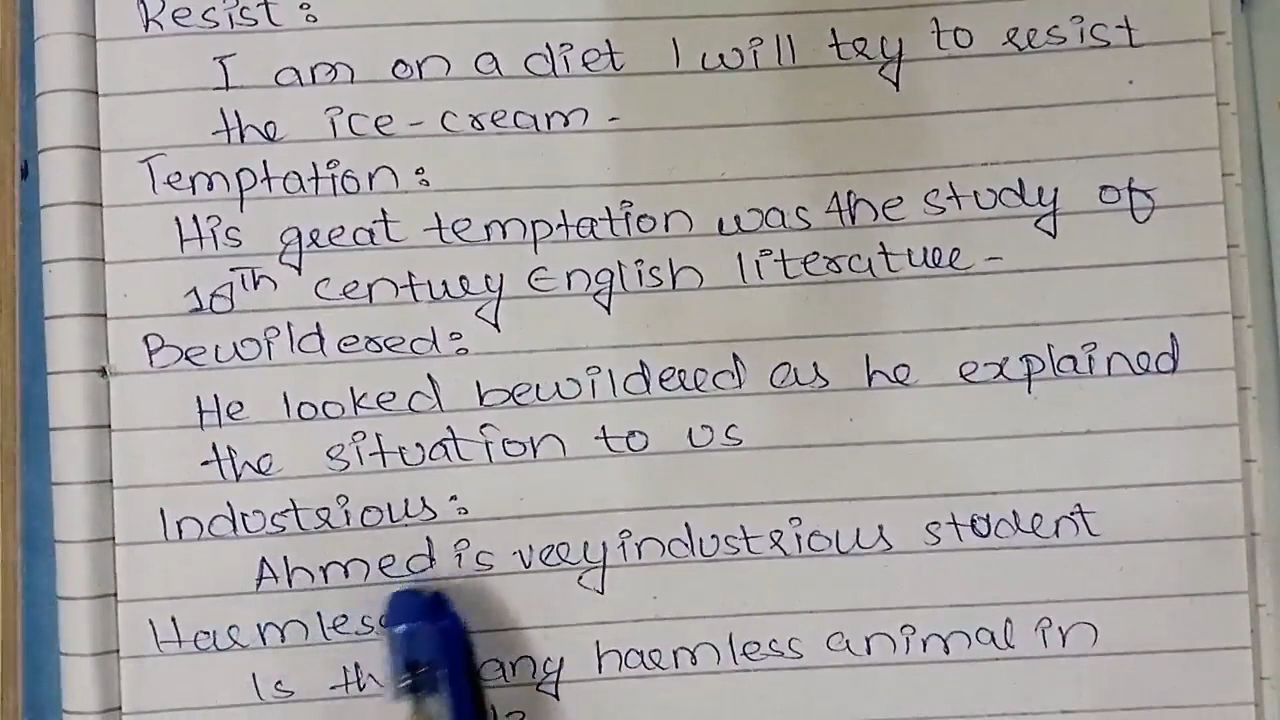 Resist :
I am on a diet I will try to resist
the ice-cream -
Temptation :
His great temptation was the study of
18th century English literature -
Bewildered :
He looked bewildered as he explained
the situation to us
Industrious :
Ahmed is very industrious student
Harmless
Is any harmless animal in